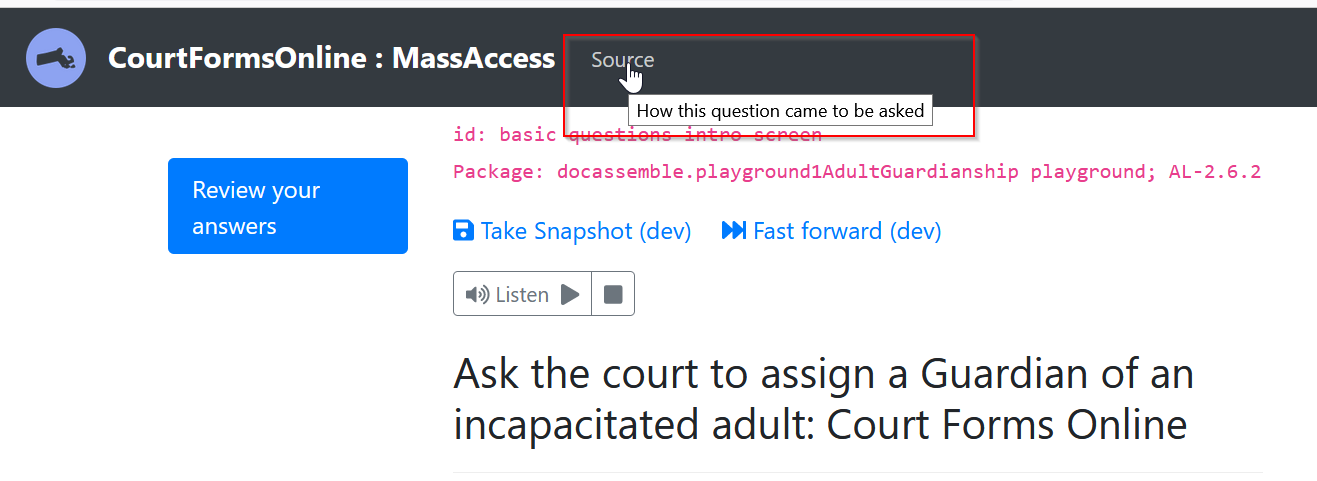 CourtFormsOnline : MassAccess Source
How this question came to be asked
id: basic questions intro screen
Package: docassemble.playground1AdultGuardianship playground; AL-2.6.2
Review your
answers
Take Snapshot (dev) Fast forward (dev)
Listen
Ask the court to assign a Guardian of an
incapacitated adult: Court Forms Online